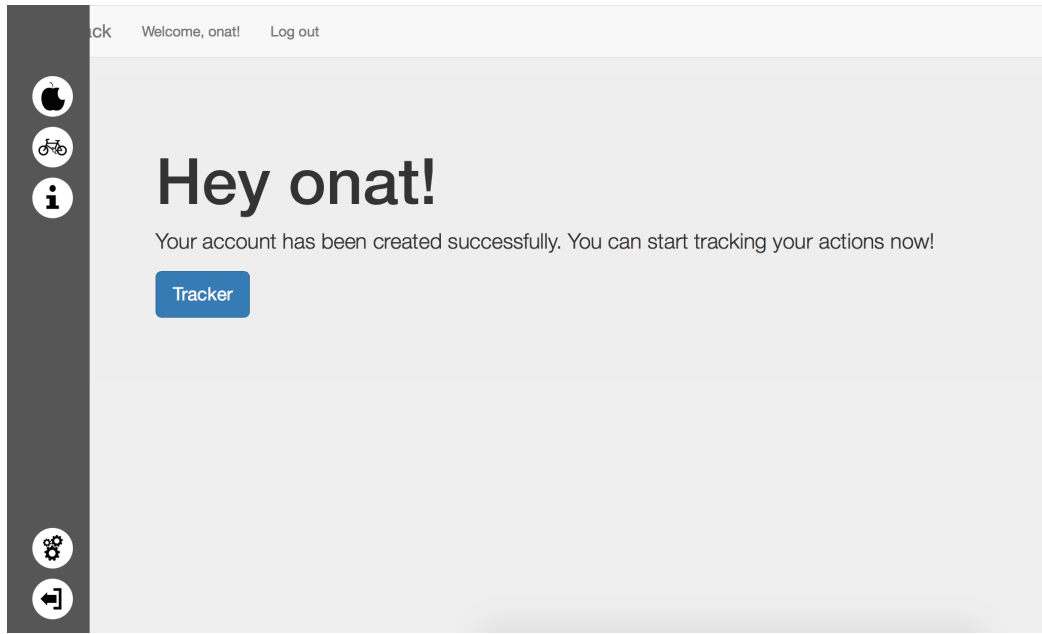 ack
Welcome, onat!
Log out
Hey onat!
Your account has been created successfully. You can start tracking your actions now!
Tracker